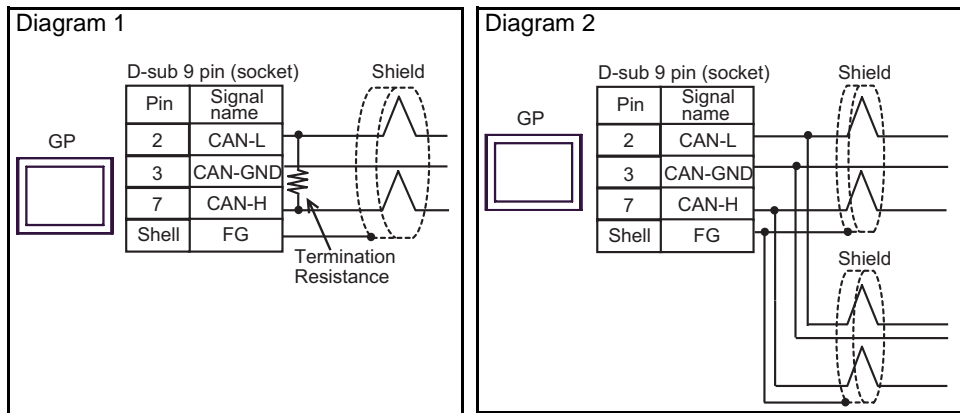 Diagram 1
D-sub 9 pin (socket)
Shield
GP
Pin
Signal
name
2
CAN-L
3
CAN-GND
7
CAN-H
Shell
FG
Termination
Resistance
Diagram 2
D-sub 9 pin (socket)
Shield
GP
Pin
Signal
name
2
CAN-L
3
CAN-GND
7
CAN-H
Shell
FG
Shield